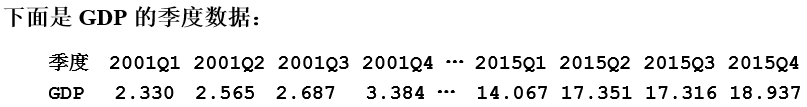 下面是 GDP 的季度数据：
季度 2001Q1 2001Q2 2001Q3 2001Q4 … 2015Q1 2015Q2 2015Q3 2015Q4
GDP 2.330 2.565 2.687 3.384 … 14.067 17.351 17.316 18.937